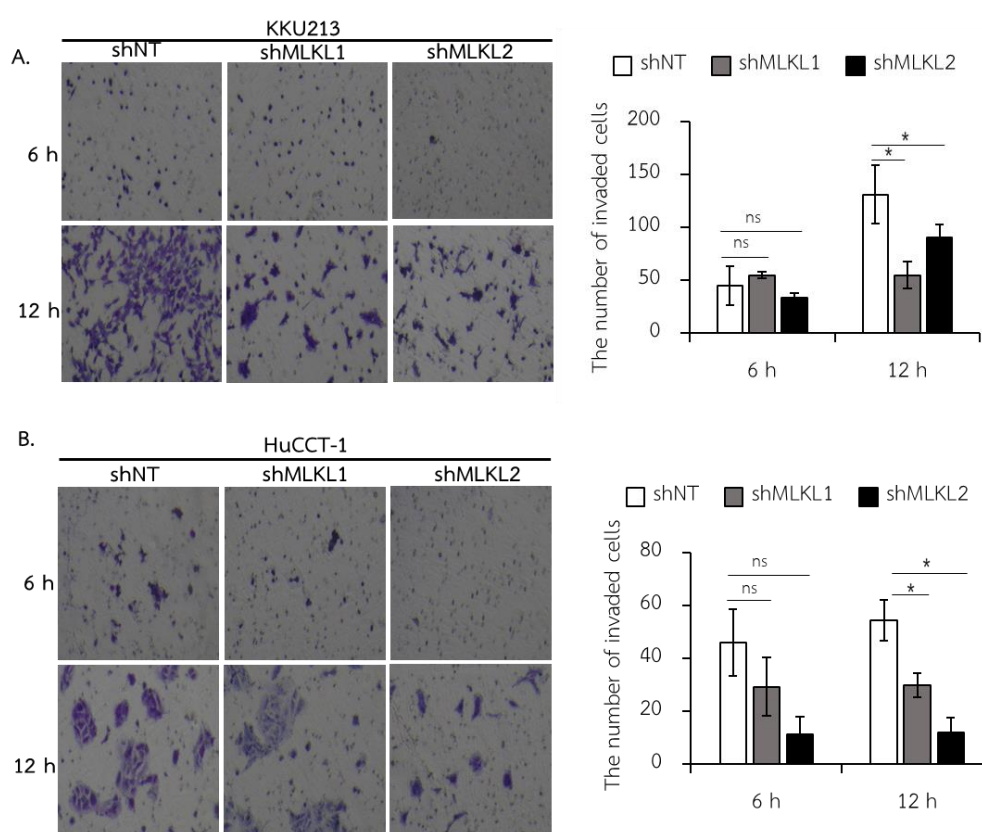 A.
KKU213
shNT shMLKL1 shMLKL2
6 h
12 h
shNT shMLKL1 shMLKL2
The number of invaded cells
200
150
100
50
0
ns
ns
*
*
6 h 12 h
B.
HuCCT-1
shNT shMLKL1 shMLKL2
6 h
12 h
shNT shMLKL1 shMLKL2
The number of invaded cells
80
60
40
20
0
ns
ns
*
*
6 h 12 h